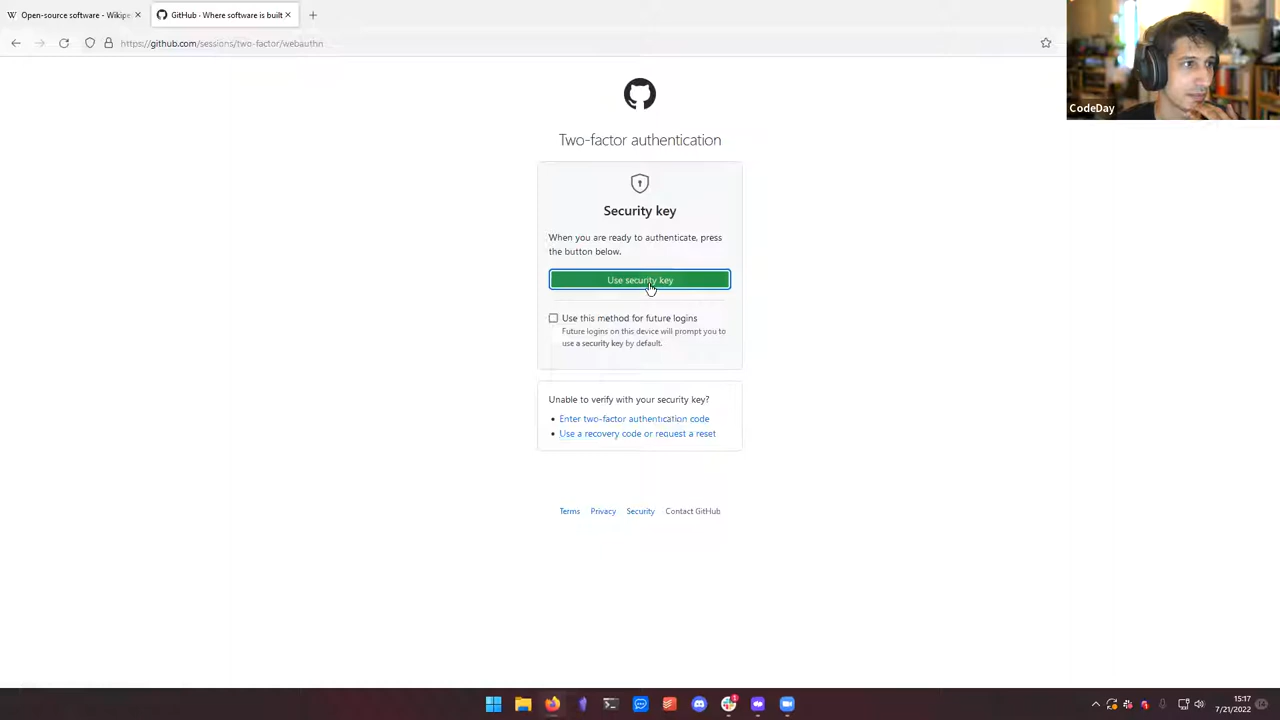 Open-source software - Wikipe
GitHub · Where software is built
https://github.com/sessions/two-factor/webauthn
CodeDay
Two-factor authentication
Security key
When you are ready to authenticate, press
the button below.
Use security key
Use this method for future logins
Future logins on this device will prompt you to
use a security key by default.
Unable to verify with your security key?
• Enter two-factor authentication code
• Use a recovery code or request a reset
Terms
Privacy
Security
Contact GitHub
15:17
7/21/2022